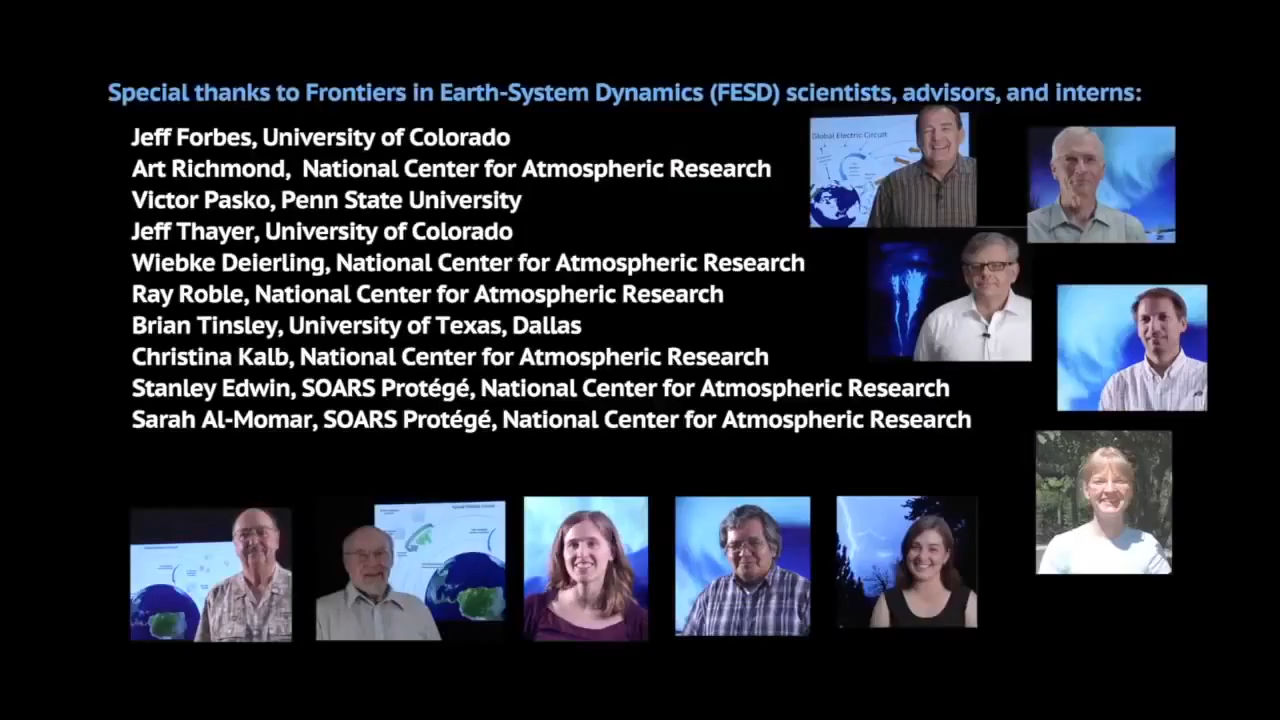 Special thanks to Frontiers in Earth-System Dynamics (FESD) scientists, advisors, and interns:
Jeff Forbes, University of Colorado
Art Richmond,  National Center for Atmospheric Research
Victor Pasko, Penn State University
Jeff Thayer, University of Colorado
Wiebke Deierling, National Center for Atmospheric Research
Ray Roble, National Center for Atmospheric Research
Brian Tinsley, University of Texas, Dallas
Christina Kalb, National Center for Atmospheric Research
Stanley Edwin, SOARS Protégé, National Center for Atmospheric Research
Sarah Al-Momar, SOARS Protégé, National Center for Atmospheric Research
Global Electric Circuit